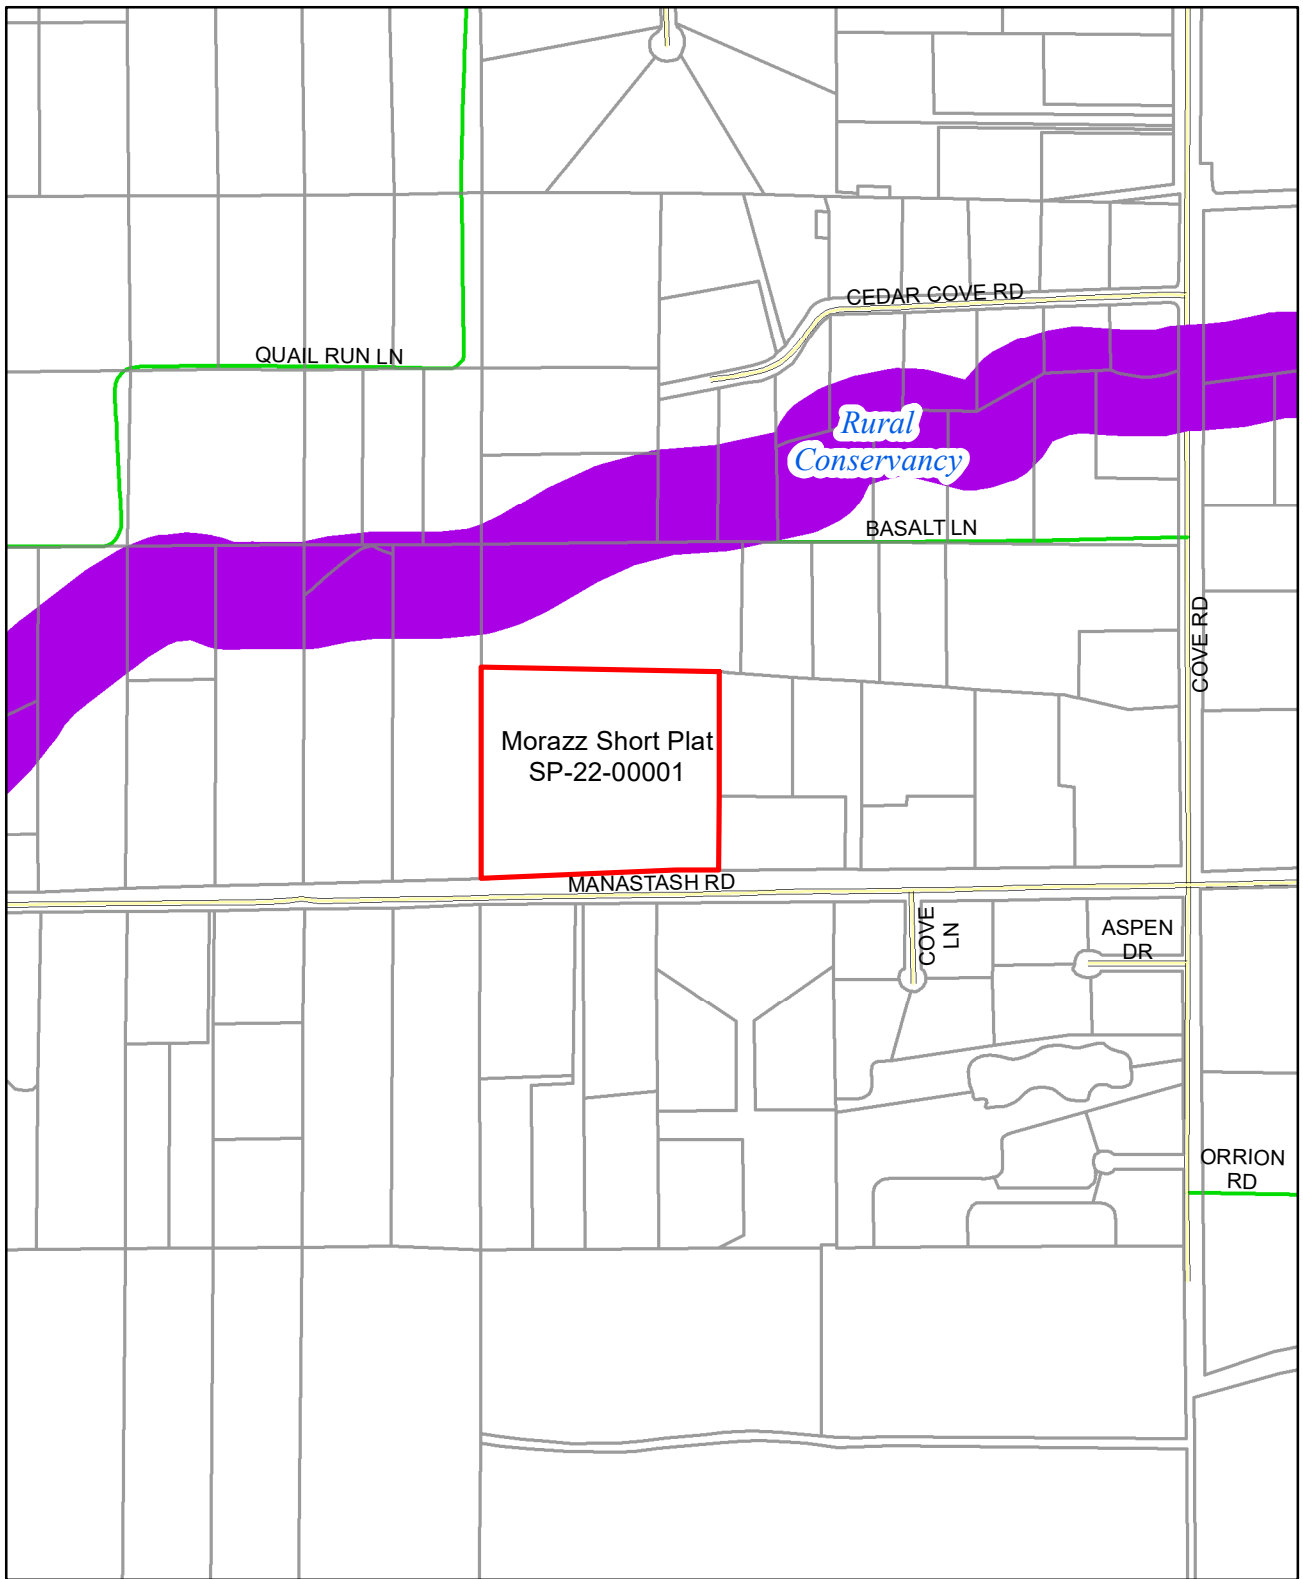 CEDAR COVE RD
QUAIL RUN LN
Rural
Conservancy
BASALT LN
COVE RD
Morazz Short Plat
SP-22-00001
MANASTASH RD
COVE
LN
ASPEN
DR
ORRION
RD